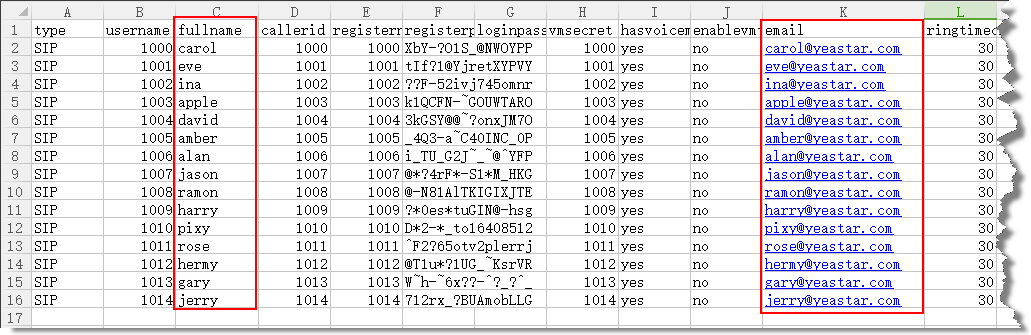 A B C D E F G H I J K L
1 type username fullname callerid registern registerp loginpass vmsecret hasvoicem enablevm email ringtimec
2 SIP 1000 carol 1000 1000 XbY-?O1S_@NWOYPP 1000 yes no carol@yeastar.com 30
3 SIP 1001 eve 1001 1001 tIf?1@YjretXYPVY 1001 yes no eve@yeastar.com 30
4 SIP 1002 ina 1002 1002 ??F-52ivj745omnr 1002 yes no ina@yeastar.com 30
5 SIP 1003 apple 1003 1003 k1QCFN-~GOUWTARO 1003 yes no apple@yeastar.com 30
6 SIP 1004 david 1004 1004 3kGSY@@~?onxJM7O 1004 yes no david@yeastar.com 30
7 SIP 1005 amber 1005 1005 _4Q3-a~C4OINC_OP 1005 yes no amber@yeastar.com 30
8 SIP 1006 alan 1006 1006 i_TU_G2J~_~@^YFP 1006 yes no alan@yeastar.com 30
9 SIP 1007 jason 1007 1007 @*?4rF*-S1*M_HKG 1007 yes no jason@yeastar.com 30
10 SIP 1008 ramon 1008 1008 @-N81AlTKIGIXJTE 1008 yes no ramon@yeastar.com 30
11 SIP 1009 harry 1009 1009 ?*0es*tuGIN@-hsg 1009 yes no harry@yeastar.com 30
12 SIP 1010 pixy 1010 1010 D*2-*_to16408512 1010 yes no pixy@yeastar.com 30
13 SIP 1011 rose 1011 1011 ^F2?65otv2plerrj 1011 yes no rose@yeastar.com 30
14 SIP 1012 hermy 1012 1012 @T1u*?1UG_~KsrVR 1012 yes no hermy@yeastar.com 30
15 SIP 1013 gary 1013 1013 W~h-~6x??-^?_?^_ 1013 yes no gary@yeastar.com 30
16 SIP 1014 jerry 1014 1014 712rx_?BUAmobLLG 1014 yes no jerry@yeastar.com 30
17